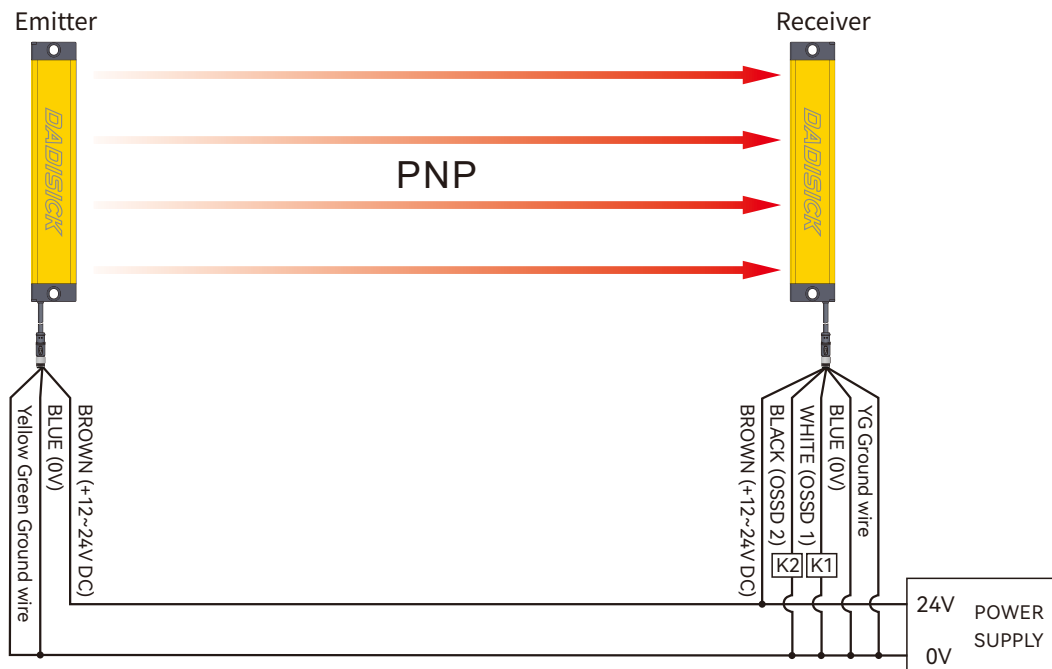 Emitter
Receiver
DADISICK
PNP
DADISICK
Yellow Green Ground wire
BLUE (0V)
BROWN (+12~24V DC)
BROWN (+12~24V DC)
BLACK (OSSD 2)
WHITE (OSSD 1)
BLUE (0V)
YG Ground wire
K2
K1
24V
POWER
SUPPLY
0V